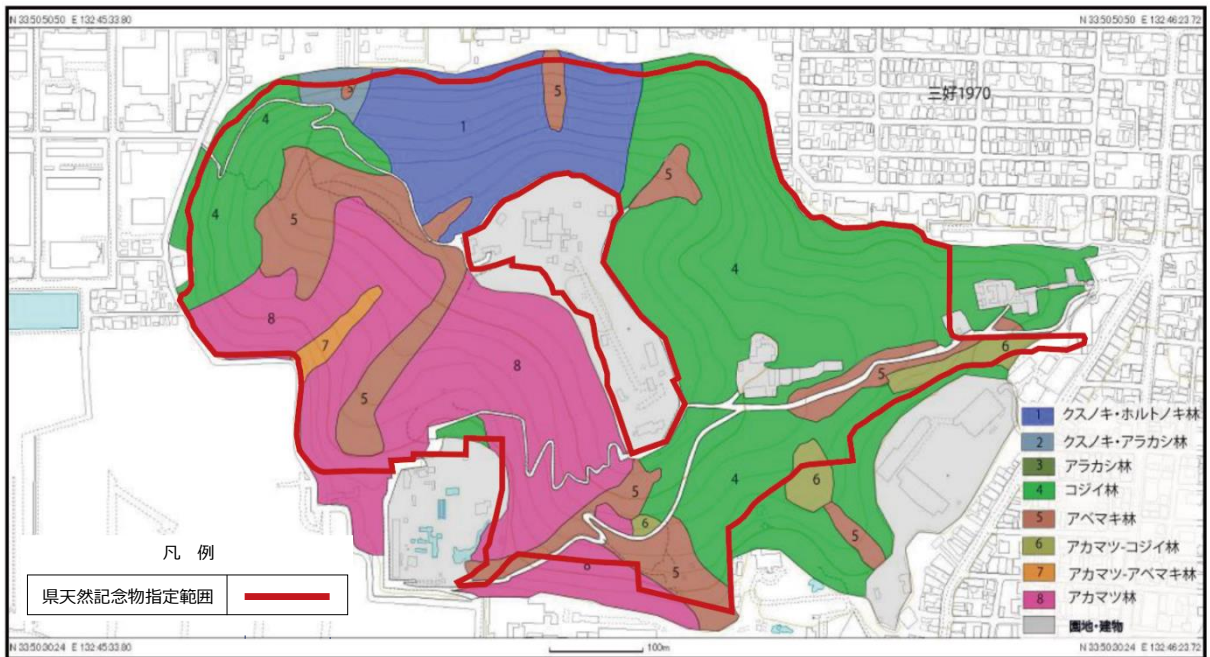 N 33:50:50.50 E 132:45:33.80
N 33:50:50.50 E 132:46:23.72
三好1970
5
5
1
4
5
4
5
4
8
7
8
5
6
5
4
6
5
6
5
8
5
1 クスノキ・ホルトノキ林
2 クスノキ・アラカシ林
3 アラカシ林
4 コジイ林
5 アベマキ林
6 アカマツ-コジイ林
7 アカマツ-アベマキ林
8 アカマツ林
園地・建物
凡 例
県天然記念物指定範囲
N 33:50:30.24 E 132:45:33.80
100m
N 33:50:30.24 E 132:46:23.72